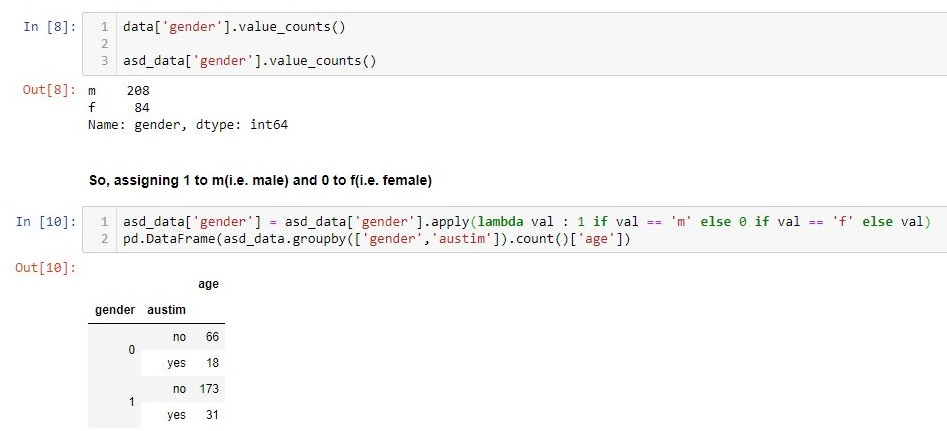 In [8]: 1 data['gender'].value_counts()
2
3 asd_data['gender'].value_counts()
Out[8]: m 208
f 84
Name: gender, dtype: int64
So, assigning 1 to m(i.e. male) and 0 to f(i.e. female)
In [10]: 1 asd_data['gender'] = asd_data['gender'].apply(lambda val : 1 if val == 'm' else 0 if val == 'f' else val)
2 pd.DataFrame(asd_data.groupby(['gender','austim']).count()['age'])
Out[10]:
age
gender austim
0 no 66
yes 18
1 no 173
yes 31